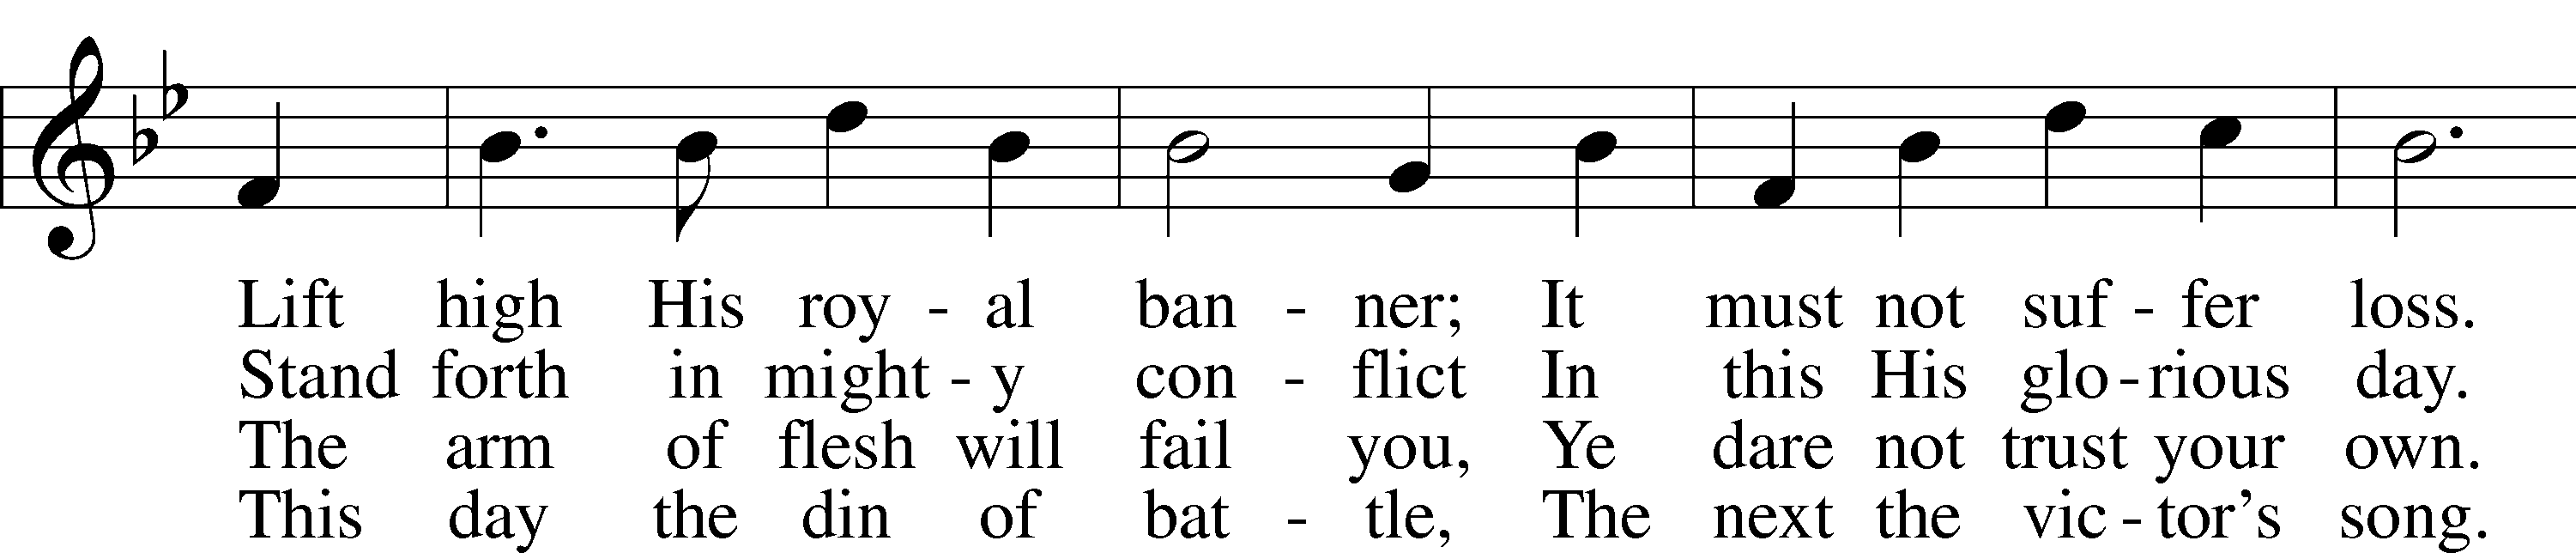 Lift high His roy - al ban - ner; It must not suf - fer loss.
Stand forth in might - y con - flict In this His glo - rious day.
The arm of flesh will fail you, Ye dare not trust your own.
This day the din of bat - tle, The next the vic - tor's song.